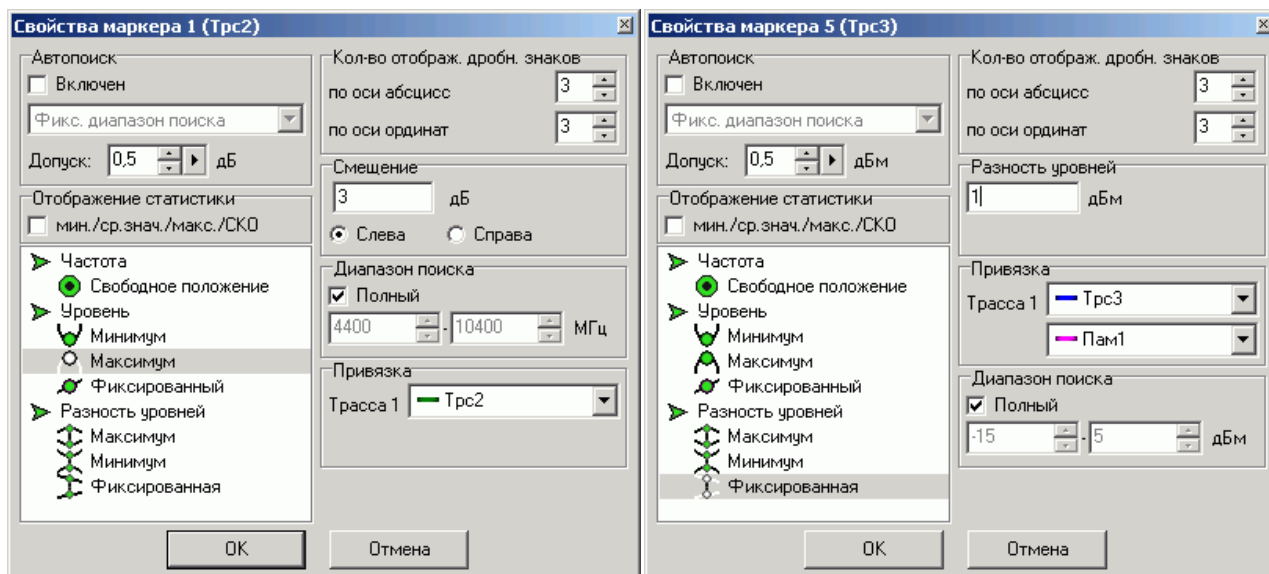 Свойства маркера 1 (Трс2)
Автопоиск
Включен
Фикс. диапазон поиска
Допуск: 0,5 дБ
Отображение статистики
мин./ср.знач./макс./СКО
Частота
Свободное положение
Уровень
Минимум
Максимум
Фиксированный
Разность уровней
Максимум
Минимум
Фиксированная
Кол-во отображ. дробн. знаков
по оси абсцисс 3
по оси ординат 3
Смещение
3 дБ
Слева Справа
Диапазон поиска
Полный
4400 - 10400 МГц
Привязка
Трасса 1 Трс2
OK Отмена
Свойства маркера 5 (Трс3)
Автопоиск
Включен
Фикс. диапазон поиска
Допуск: 0,5 дБм
Отображение статистики
мин./ср.знач./макс./СКО
Частота
Свободное положение
Уровень
Минимум
Максимум
Фиксированный
Разность уровней
Максимум
Минимум
Фиксированная
Кол-во отображ. дробн. знаков
по оси абсцисс 3
по оси ординат 3
Разность уровней
1 дБм
Привязка
Трасса 1 Трс3
Пам1
Диапазон поиска
Полный
-15 - 5 дБм
OK Отмена